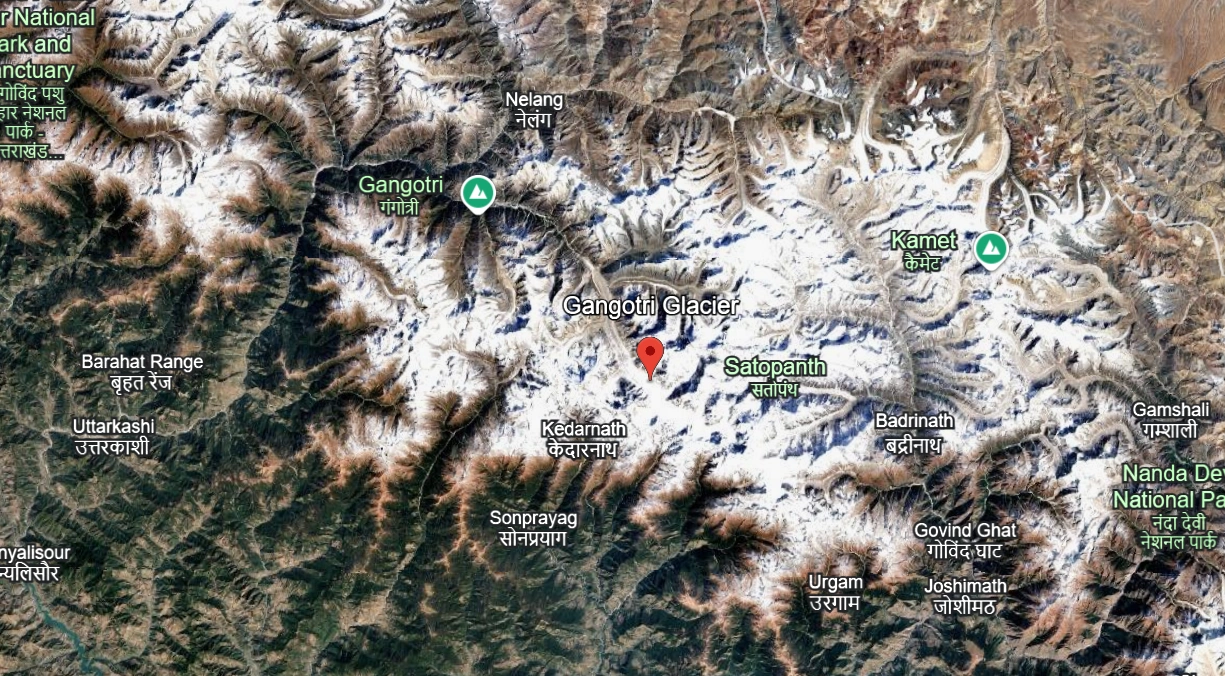 r National
ark and
anctuary
गोविंद पशु
हार नेशनल
पार्क -
त्तराखंड...
Nelang
नेलंग
Gangotri
गंगोत्री
Kamet
कैमेट
Gangotri Glacier
Satopanth
सतोपंथ
Barahat Range
बृहत रेंज
Uttarkashi
उत्तरकाशी
Kedarnath
केदारनाथ
Badrinath
बद्रीनाथ
Gamshali
गम्शाली
Nanda De
National Pa
नंदा देवी
नेशनल पार्क
Sonprayag
सोनप्रयाग
Govind Ghat
गोविंद घाट
nyalisour
न्यलिसौर
Urgam
उरगाम
Joshimath
जोशीमठ